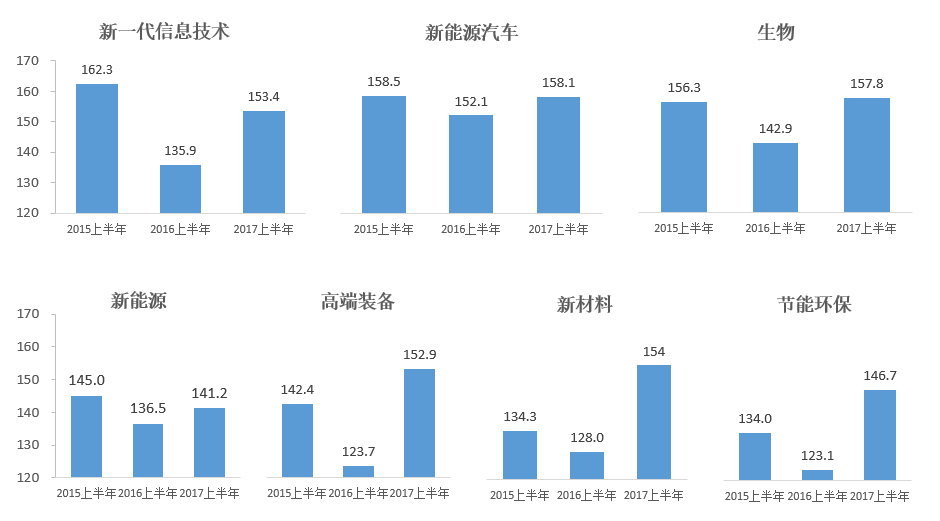 新一代信息技术
新能源汽车
生物
170
160
150
140
130
120
162.3
135.9
153.4
158.5
152.1
158.1
156.3
142.9
157.8
2015上半年 2016上半年 2017上半年
2015上半年 2016上半年 2017上半年
2015上半年 2016上半年 2017上半年
新能源
高端装备
新材料
节能环保
170
160
150
140
130
120
145.0
136.5
141.2
142.4
123.7
152.9
134.3
128.0
154
134.0
123.1
146.7
2015上半年 2016上半年 2017上半年
2015上半年 2016上半年 2017上半年
2015上半年 2016上半年 2017上半年
2015上半年 2016上半年 2017上半年